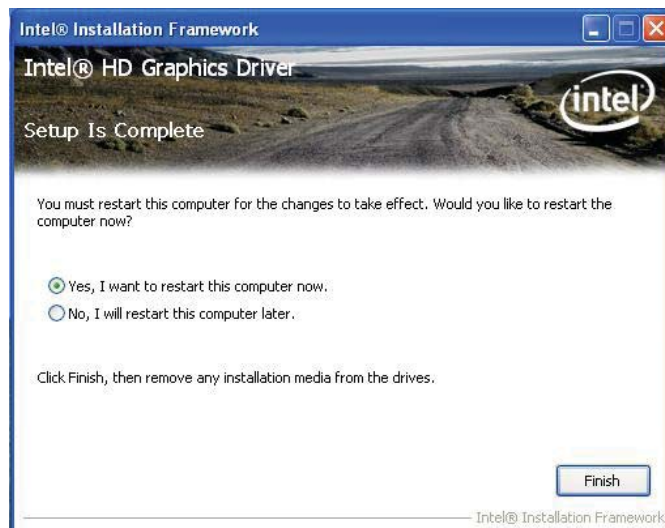 Intel® Installation Framework
Intel® HD Graphics Driver
intel
Setup Is Complete
You must restart this computer for the changes to take effect. Would you like to restart the
computer now?
Yes, I want to restart this computer now.
No, I will restart this computer later.
Click Finish, then remove any installation media from the drives.
Finish
Intel® Installation Framework